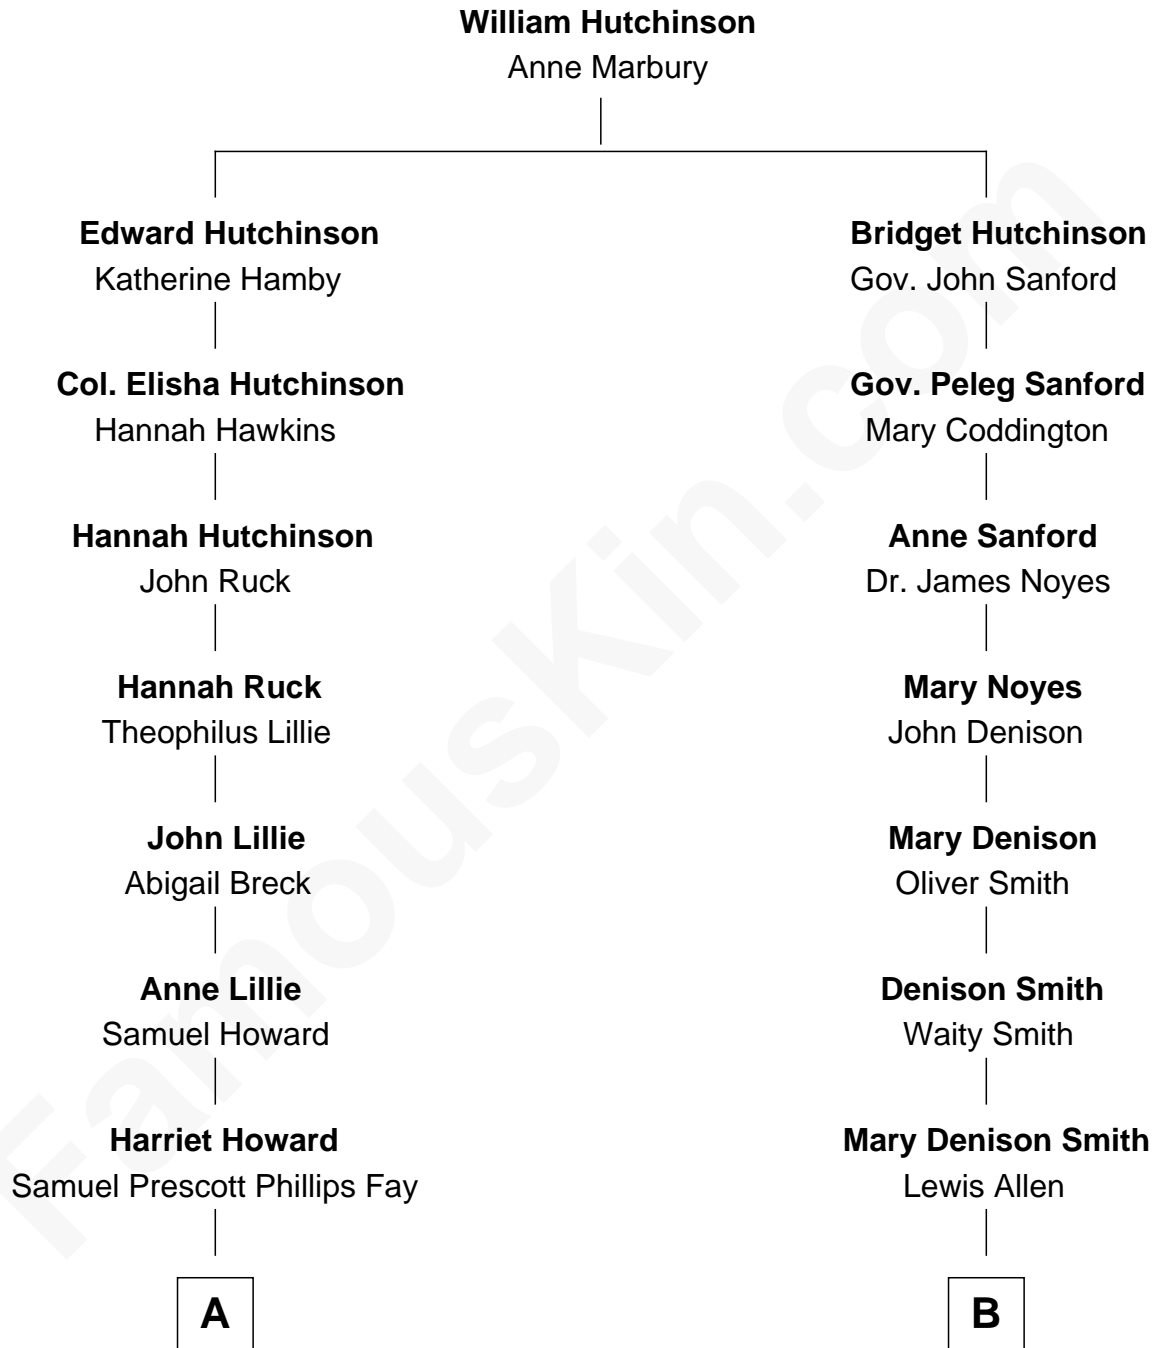 William Hutchinson
Anne Marbury
Edward Hutchinson
Katherine Hamby
Bridget Hutchinson
Gov. John Sanford
Col. Elisha Hutchinson
Hannah Hawkins
Gov. Peleg Sanford
Mary Coddington
Hannah Hutchinson
John Ruck
Anne Sanford
Dr. James Noyes
Hannah Ruck
Theophilus Lillie
Mary Noyes
John Denison
John Lillie
Abigail Breck
Mary Denison
Oliver Smith
Anne Lillie
Samuel Howard
Denison Smith
Waity Smith
Harriet Howard
Samuel Prescott Phillips Fay
Mary Denison Smith
Lewis Allen
A
B
FamousKin.com